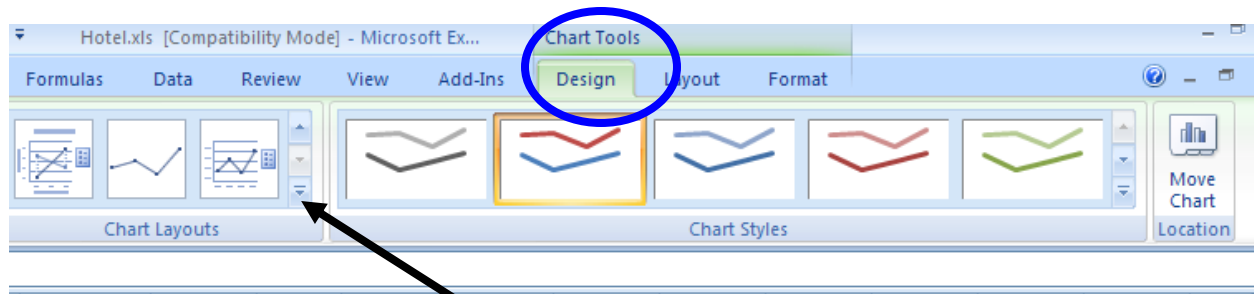 Hotel.xls [Compatibility Mode] - Microsoft Ex... Chart Tools
Formulas Data Review View Add-Ins Design Layout Format
Move
Chart
Chart Layouts Chart Styles Location